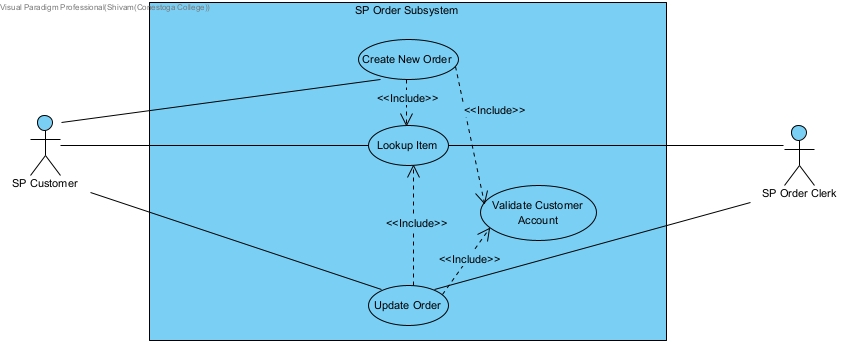 Visual Paradigm Professional(Shivam(Conestoga College))
SP Order Subsystem
Create New Order
<<Include>>
<<Include>>
Lookup Item
SP Customer
SP Order Clerk
Validate Customer
Account
<<Include>>
<<Include>>
Update Order